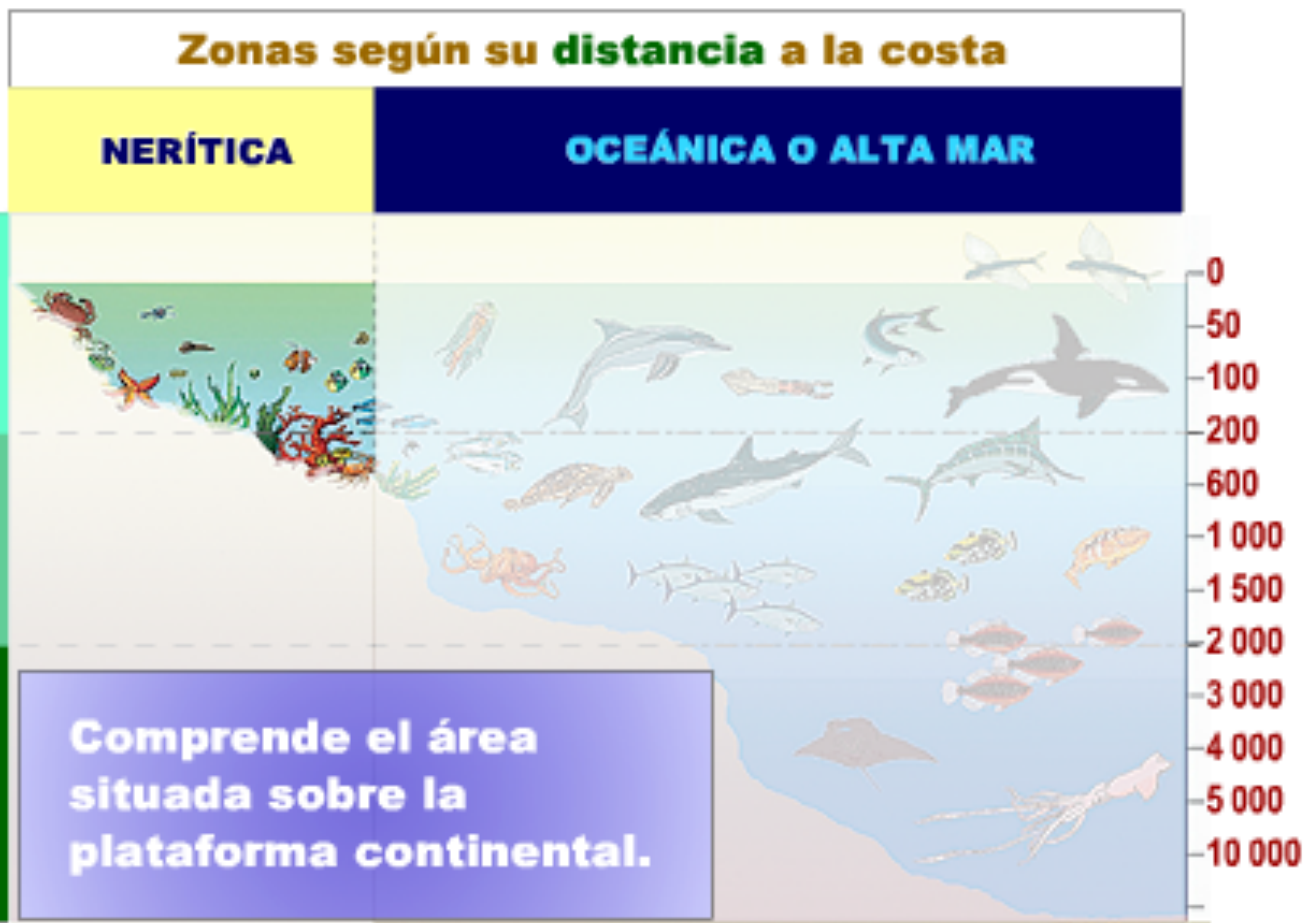 Zonas según su distancia a la costa
NERÍTICA
OCEÁNICA O ALTA MAR
0
50
100
200
600
1 000
1 500
2 000
3 000
4 000
5 000
10 000
Comprende el área
situada sobre la
plataforma continental.